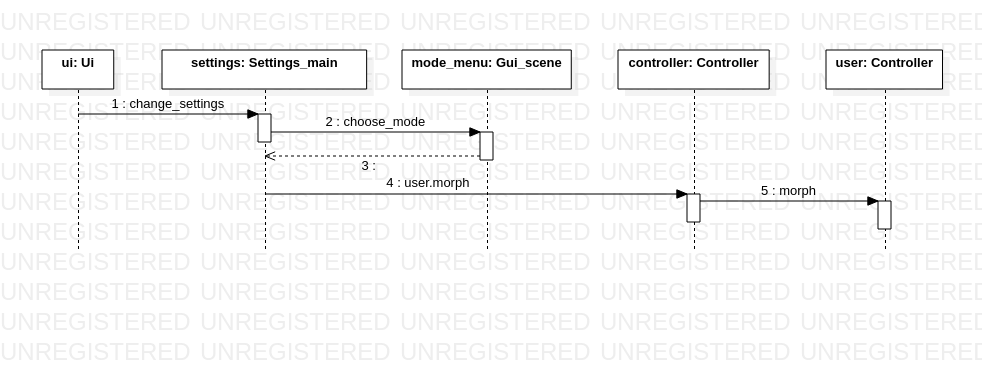 UNREGISTERED UNREGISTERED UNREGISTERED UNREGISTERED UNREGISTERED
UNREGISTERED UNREGISTERED UNREGISTERED UNREGISTERED UNREGISTERED
ui: Ui settings: Settings_main mode_menu: Gui_scene controller: Controller user: Controller
UNREGISTERED UNREGISTERED UNREGISTERED UNREGISTERED UNREGISTERED
1 : change_settings
UNREGISTERED UNREGISTERED UNREGISTERED UNREGISTERED UNREGISTERED
2 : choose_mode
UNREGISTERED UNREGISTERED UNREGISTERED UNREGISTERED UNREGISTERED
3 :
UNREGISTERED UNREGISTERED UNREGISTERED UNREGISTERED UNREGISTERED
4 : user.morph
5 : morph
UNREGISTERED UNREGISTERED UNREGISTERED UNREGISTERED UNREGISTERED
UNREGISTERED UNREGISTERED UNREGISTERED UNREGISTERED UNREGISTERED
UNREGISTERED UNREGISTERED UNREGISTERED UNREGISTERED UNREGISTERED
UNREGISTERED UNREGISTERED UNREGISTERED UNREGISTERED UNREGISTERED
UNREGISTERED UNREGISTERED UNREGISTERED UNREGISTERED UNREGISTERED
UNREGISTERED UNREGISTERED UNREGISTERED UNREGISTERED UNREGISTERED